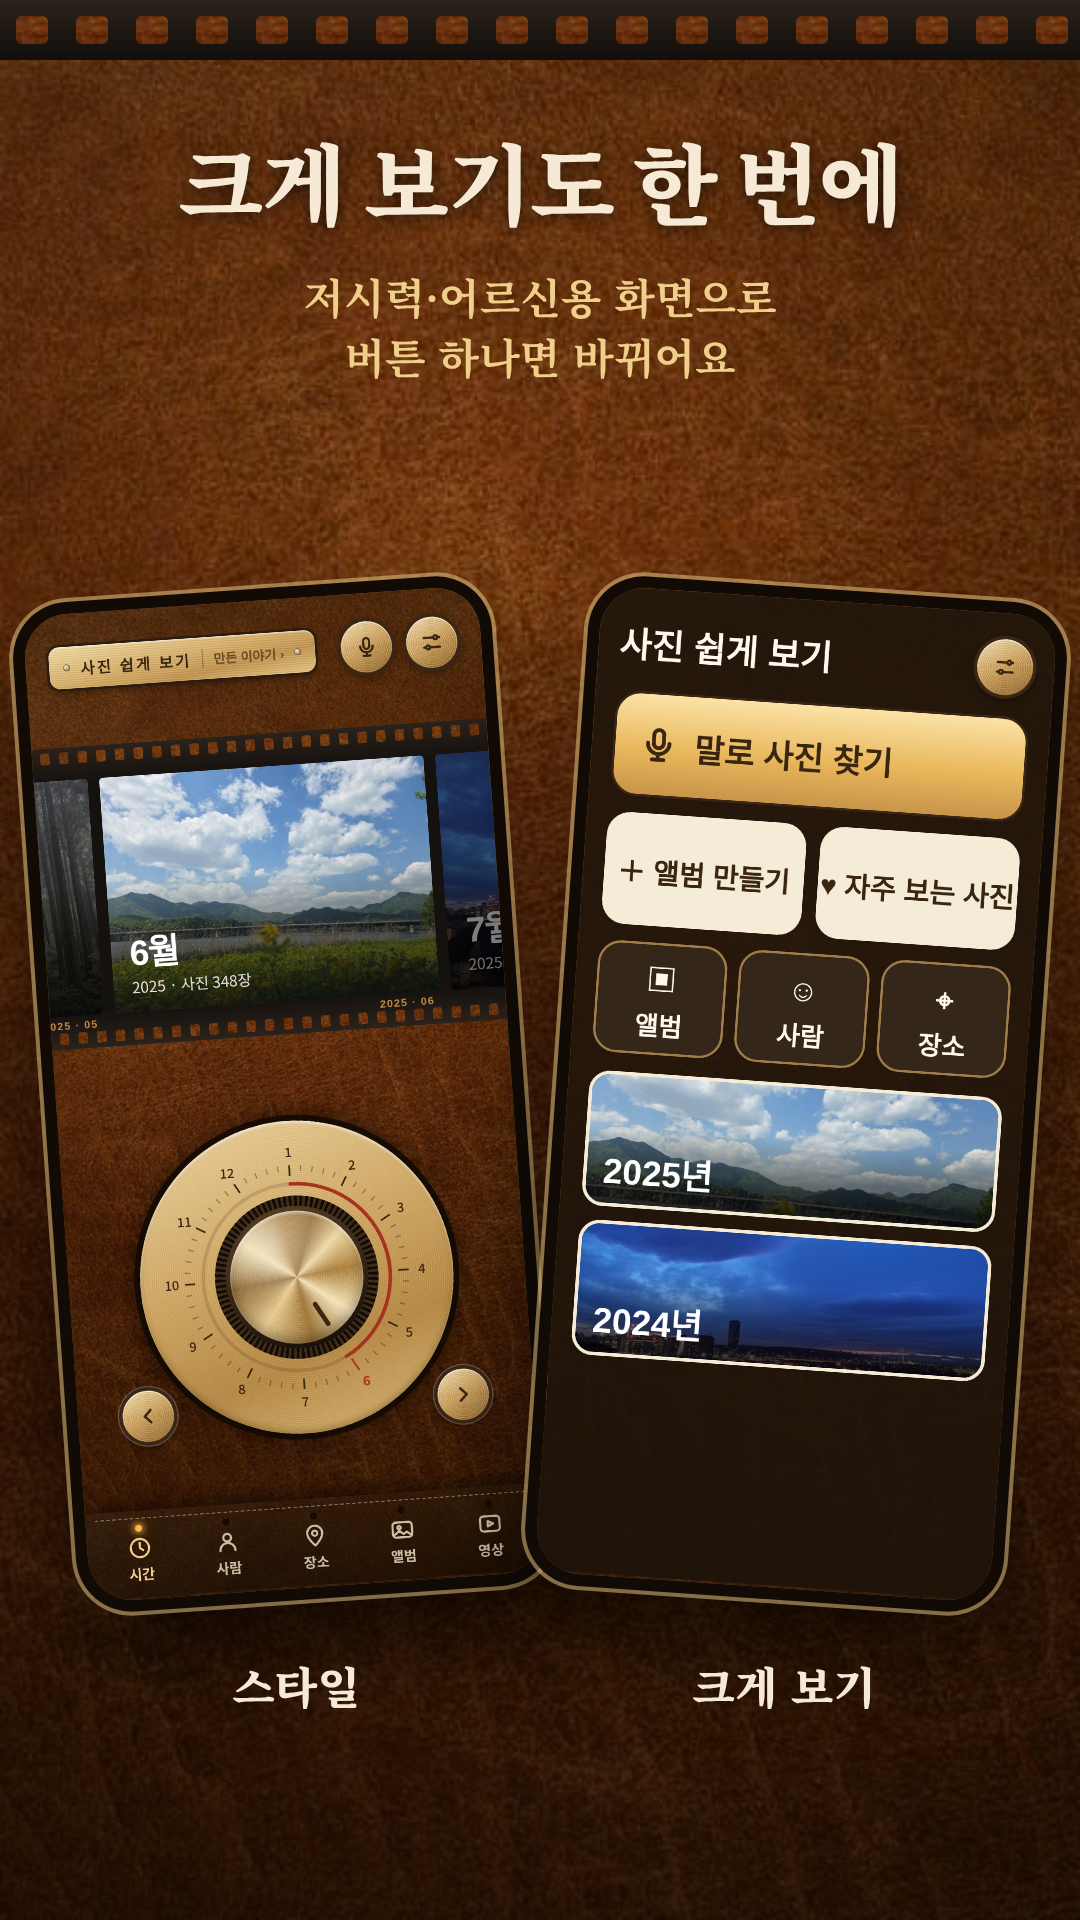 크게 보기도 한 번에
저시력·어르신용 화면으로
버튼 하나면 바뀌어요
사진 쉽게 보기
만든 이야기 ›
6월
2025 · 사진 348장
7월
2025
025 · 05
2025 · 06
1
2
3
4
5
6
7
8
9
10
11
12
시간
사람
장소
앨범
영상
사진 쉽게 보기
말로 사진 찾기
+ 앨범 만들기
♥ 자주 보는 사진
앨범
사람
장소
2025년
2024년
스타일
크게 보기